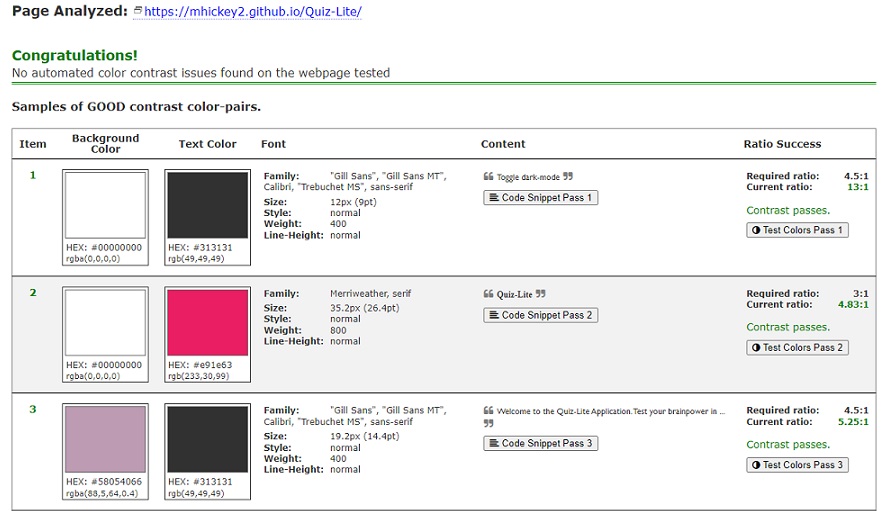 Page Analyzed: https://mhickey2.github.io/Quiz-Lite/
Congratulations!
No automated color contrast issues found on the webpage tested
Samples of GOOD contrast color-pairs.
Item Background Color Text Color Font Content Ratio Success
1
HEX: #00000000
rgba(0,0,0,0)
HEX: #313131
rgb(49,49,49)
Family: "Gill Sans", "Gill Sans MT",
Calibri, "Trebuchet MS", sans-serif
Size: 12px (9pt)
Style: normal
Weight: 400
Line-Height: normal
❝ Toggle dark-mode ❞
Code Snippet Pass 1
Required ratio: 4.5:1
Current ratio: 13:1
Contrast passes.
Test Colors Pass 1
2
HEX: #00000000
rgba(0,0,0,0)
HEX: #e91e63
rgb(233,30,99)
Family: Merriweather, serif
Size: 35.2px (26.4pt)
Style: normal
Weight: 800
Line-Height: normal
❝ Quiz-Lite ❞
Code Snippet Pass 2
Required ratio: 3:1
Current ratio: 4.83:1
Contrast passes.
Test Colors Pass 2
3
HEX: #58054066
rgba(88,5,64,0.4)
HEX: #313131
rgb(49,49,49)
Family: "Gill Sans", "Gill Sans MT",
Calibri, "Trebuchet MS", sans-serif
Size: 19.2px (14.4pt)
Style: normal
Weight: 400
Line-Height: normal
❝ Welcome to the Quiz-Lite Application.Test your brainpower in ...
❞
Code Snippet Pass 3
Required ratio: 4.5:1
Current ratio: 5.25:1
Contrast passes.
Test Colors Pass 3